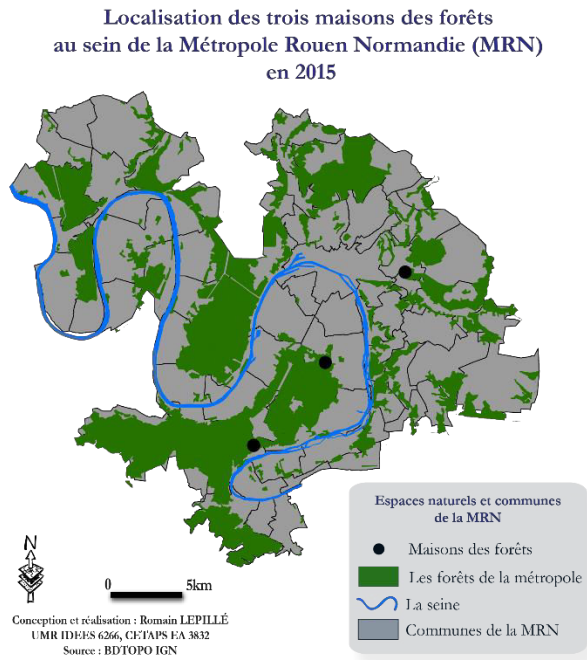 Localisation des trois maisons des forêts
au sein de la Métropole Rouen Normandie (MRN)
en 2015
Espaces naturels et communes
de la MRN
Maisons des forêts
Les forêts de la métropole
La seine
Communes de la MRN
N
0 5km
Conception et réalisation : Romain LEPILLÉ
UMR IDEES 6266, CETAPS EA 3832
Source : BDTOPO IGN